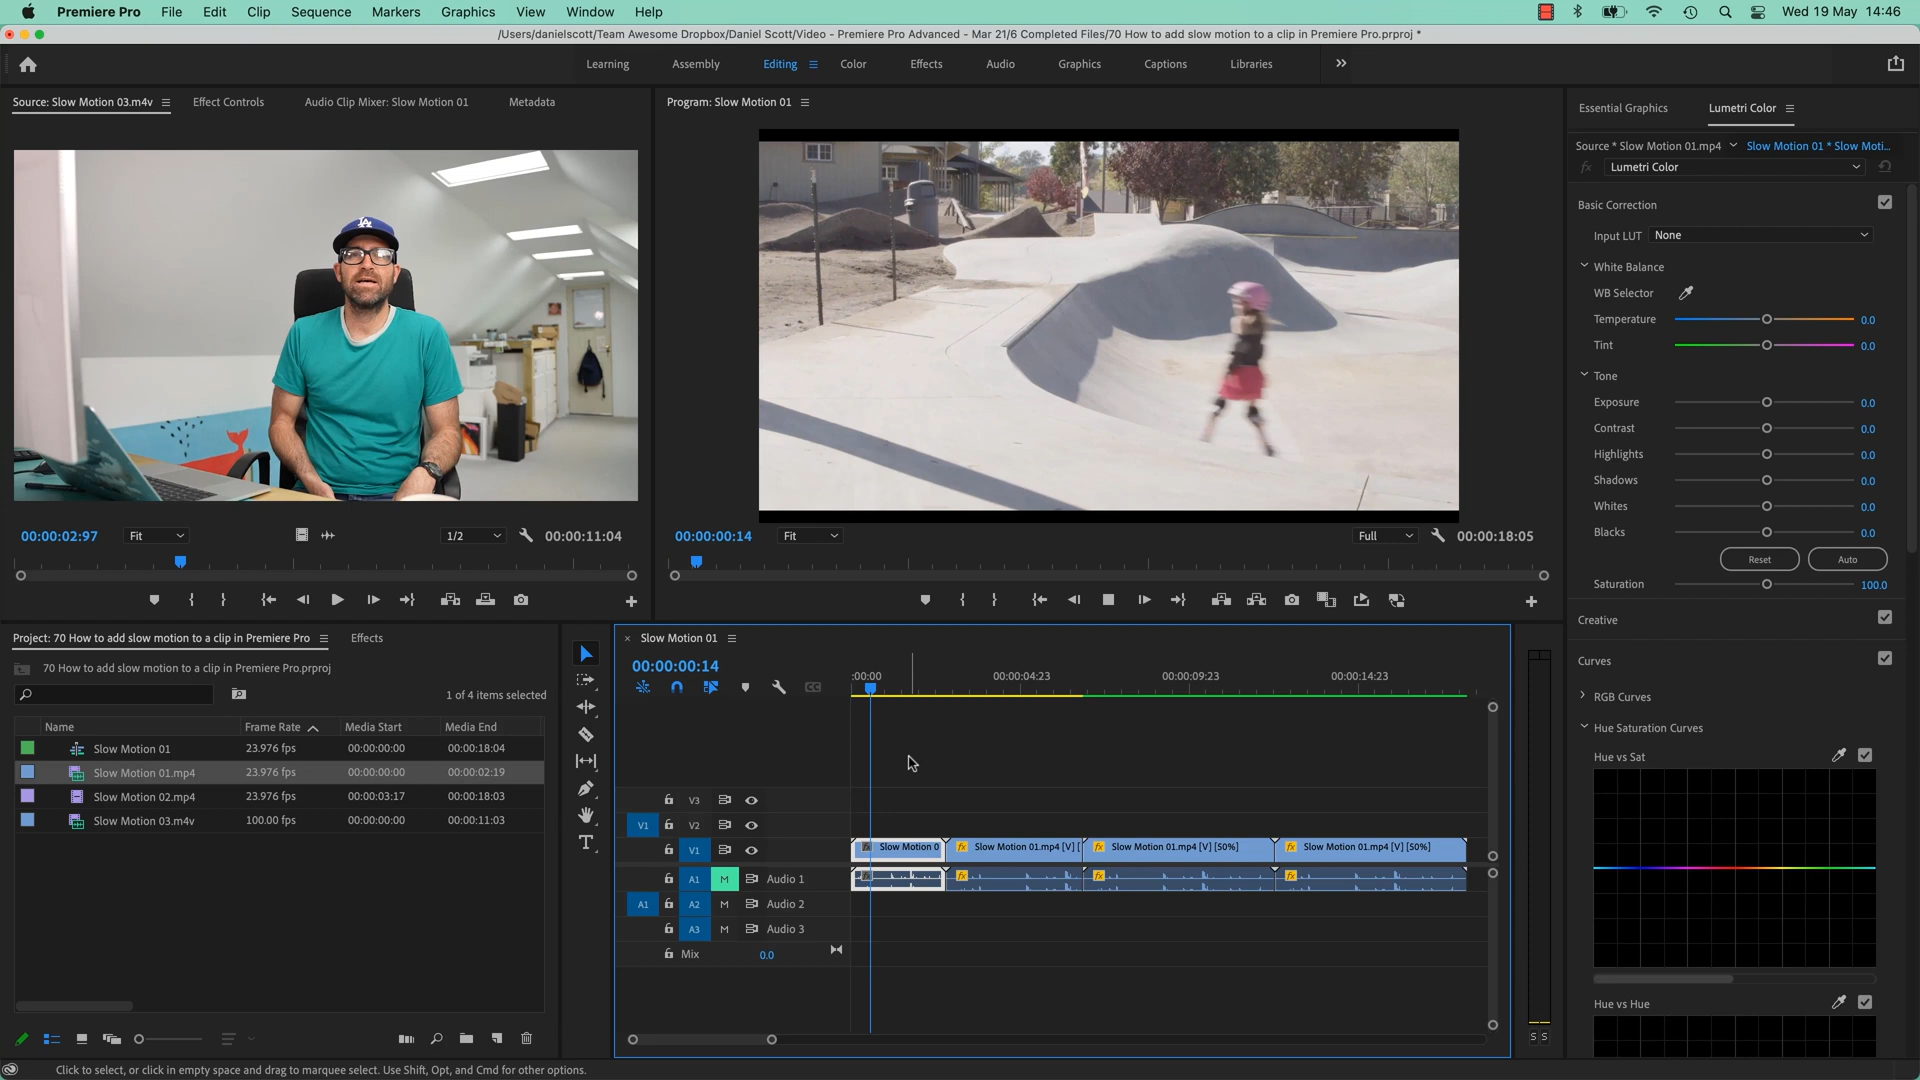 Premiere Pro File Edit Clip Sequence Markers Graphics View Window Help Wed 19 May 14:46
/Users/danielscott/Team Awesome Dropbox/Daniel Scott/Video - Premiere Pro Advanced - Mar 21/6 Completed Files/70 How to add slow motion to a clip in Premiere Pro.prproj *
Learning Assembly Editing Color Effects Audio Graphics Captions Libraries
Source: Slow Motion 03.m4v Effect Controls Audio Clip Mixer: Slow Motion 01 Metadata
Program: Slow Motion 01
Essential Graphics Lumetri Color
Source * Slow Motion 01.mp4 Slow Motion 01 * Slow Moti...
fx Lumetri Color
Basic Correction
Input LUT None
White Balance
WB Selector
Temperature 0.0
Tint 0.0
Tone
Exposure 0.0
Contrast 0.0
Highlights 0.0
Shadows 0.0
Whites 0.0
Blacks 0.0
Reset Auto
Saturation 100.0
Creative
Curves
RGB Curves
Hue Saturation Curves
Hue vs Sat
Hue vs Hue
LA
00:00:02:97 Fit 1/2 00:00:11:04
00:00:00:14 Fit Full 00:00:18:05
Project: 70 How to add slow motion to a clip in Premiere Pro Effects
70 How to add slow motion to a clip in Premiere Pro.prproj
1 of 4 items selected
Name Frame Rate Media Start Media End
Slow Motion 01 23.976 fps 00:00:00:00 00:00:18:04
Slow Motion 01.mp4 23.976 fps 00:00:00:00 00:00:02:19
Slow Motion 02.mp4 23.976 fps 00:00:03:17 00:00:18:03
Slow Motion 03.m4v 100.00 fps 00:00:00:00 00:00:11:03
× Slow Motion 01
00:00:00:14
:00:00 00:00:04:23 00:00:09:23 00:00:14:23
V3
V1 V2
V1 fx Slow Motion 0 fx Slow Motion 01.mp4 [V] [ fx Slow Motion 01.mp4 [V] [50%] fx Slow Motion 01.mp4 [V] [50%]
A1 M Audio 1 fx fx fx
A1 A2 M Audio 2
A3 M Audio 3
Mix 0.0
S S
Click to select, or click in empty space and drag to marquee select. Use Shift, Opt, and Cmd for other options.